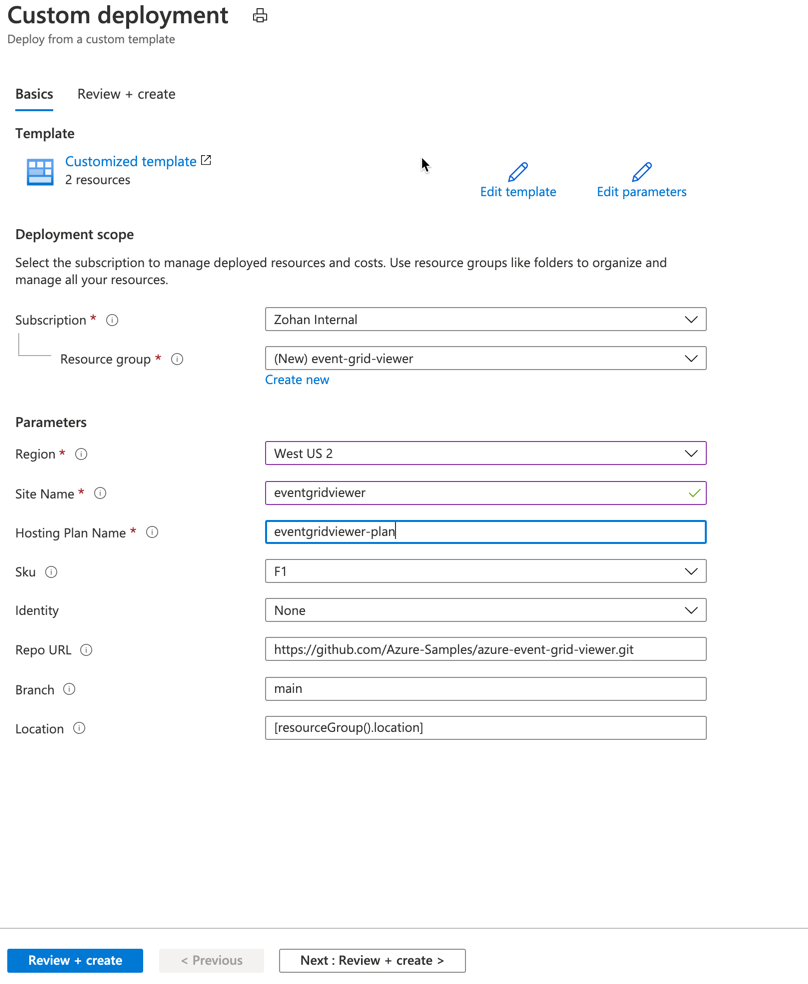 Custom deployment
Deploy from a custom template
Basics Review + create
Template
Customized template
2 resources
Edit template Edit parameters
Deployment scope
Select the subscription to manage deployed resources and costs. Use resource groups like folders to organize and
manage all your resources.
Subscription * Zohan Internal
Resource group * (New) event-grid-viewer
Create new
Parameters
Region * West US 2
Site Name * eventgridviewer
Hosting Plan Name * eventgridviewer-plan
Sku F1
Identity None
Repo URL https://github.com/Azure-Samples/azure-event-grid-viewer.git
Branch main
Location [resourceGroup().location]
Review + create < Previous Next : Review + create >